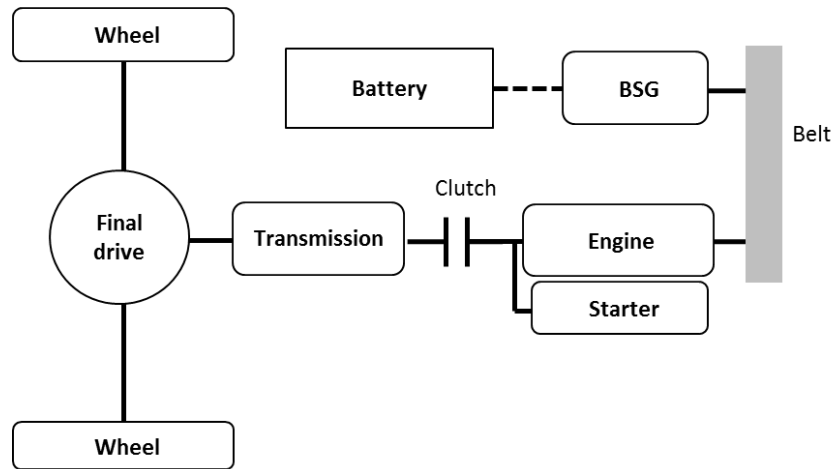 Wheel
Battery
BSG
Belt
Clutch
Final
drive
Transmission
Engine
Starter
Wheel